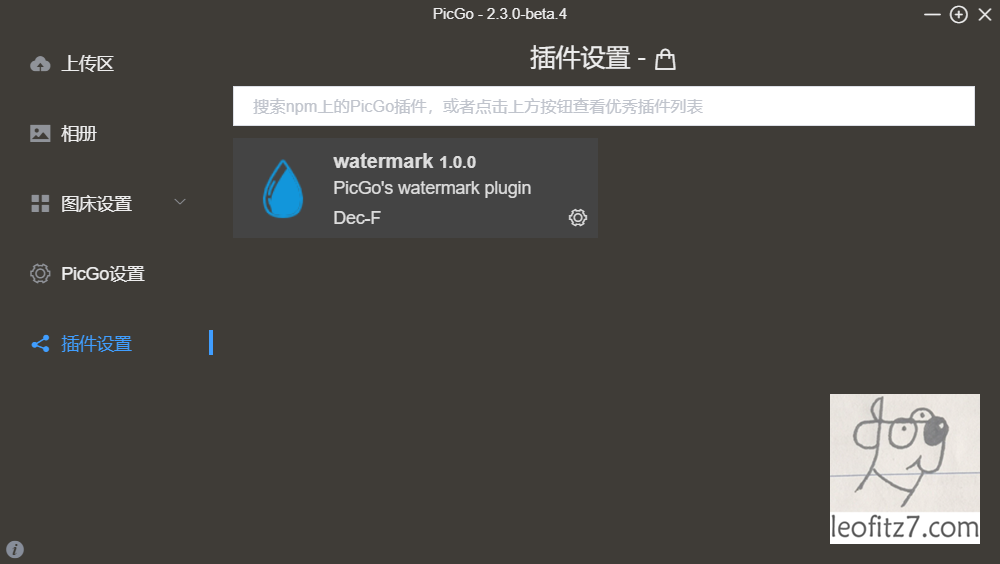 PicGo - 2.3.0-beta.4
上传区
相册
图床设置
PicGo设置
插件设置
插件设置 -
搜索npm上的PicGo插件，或者点击上方按钮查看优秀插件列表
watermark 1.0.0
PicGo's watermark plugin
Dec-F
dog
leofitz7.com